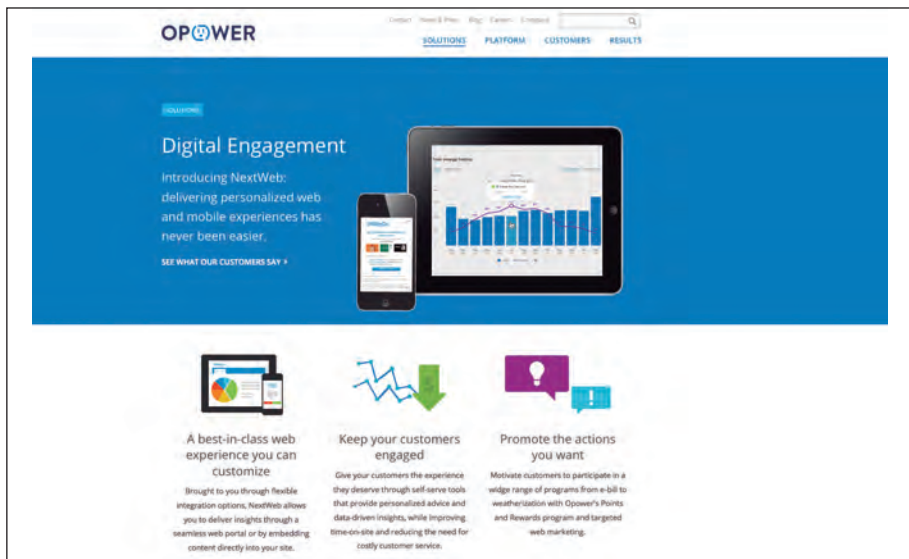 OPOWER
Contact News & Press Blog Careers
SOLUTIONS PLATFORM CUSTOMERS RESULTS
SOLUTIONS
Digital Engagement
Introducing NextWeb:
delivering personalized web
and mobile experiences has
never been easier.
SEE WHAT OUR CUSTOMERS SAY >
A best-in-class web
experience you can
customize
Brought to you through flexible
integration options, NextWeb allows
you to deliver insights through a
seamless web portal or by embedding
content directly into your site.
Keep your customers
engaged
Give your customers the experience
they deserve through self-serve tools
that provide personalized advice and
data-driven insights, while improving
time-on-site and reducing the need for
costly customer service.
Promote the actions
you want
Motivate customers to participate in a
widge range of programs from e-bill to
weatherization with Opower's Points
and Rewards program and targeted
web marketing.